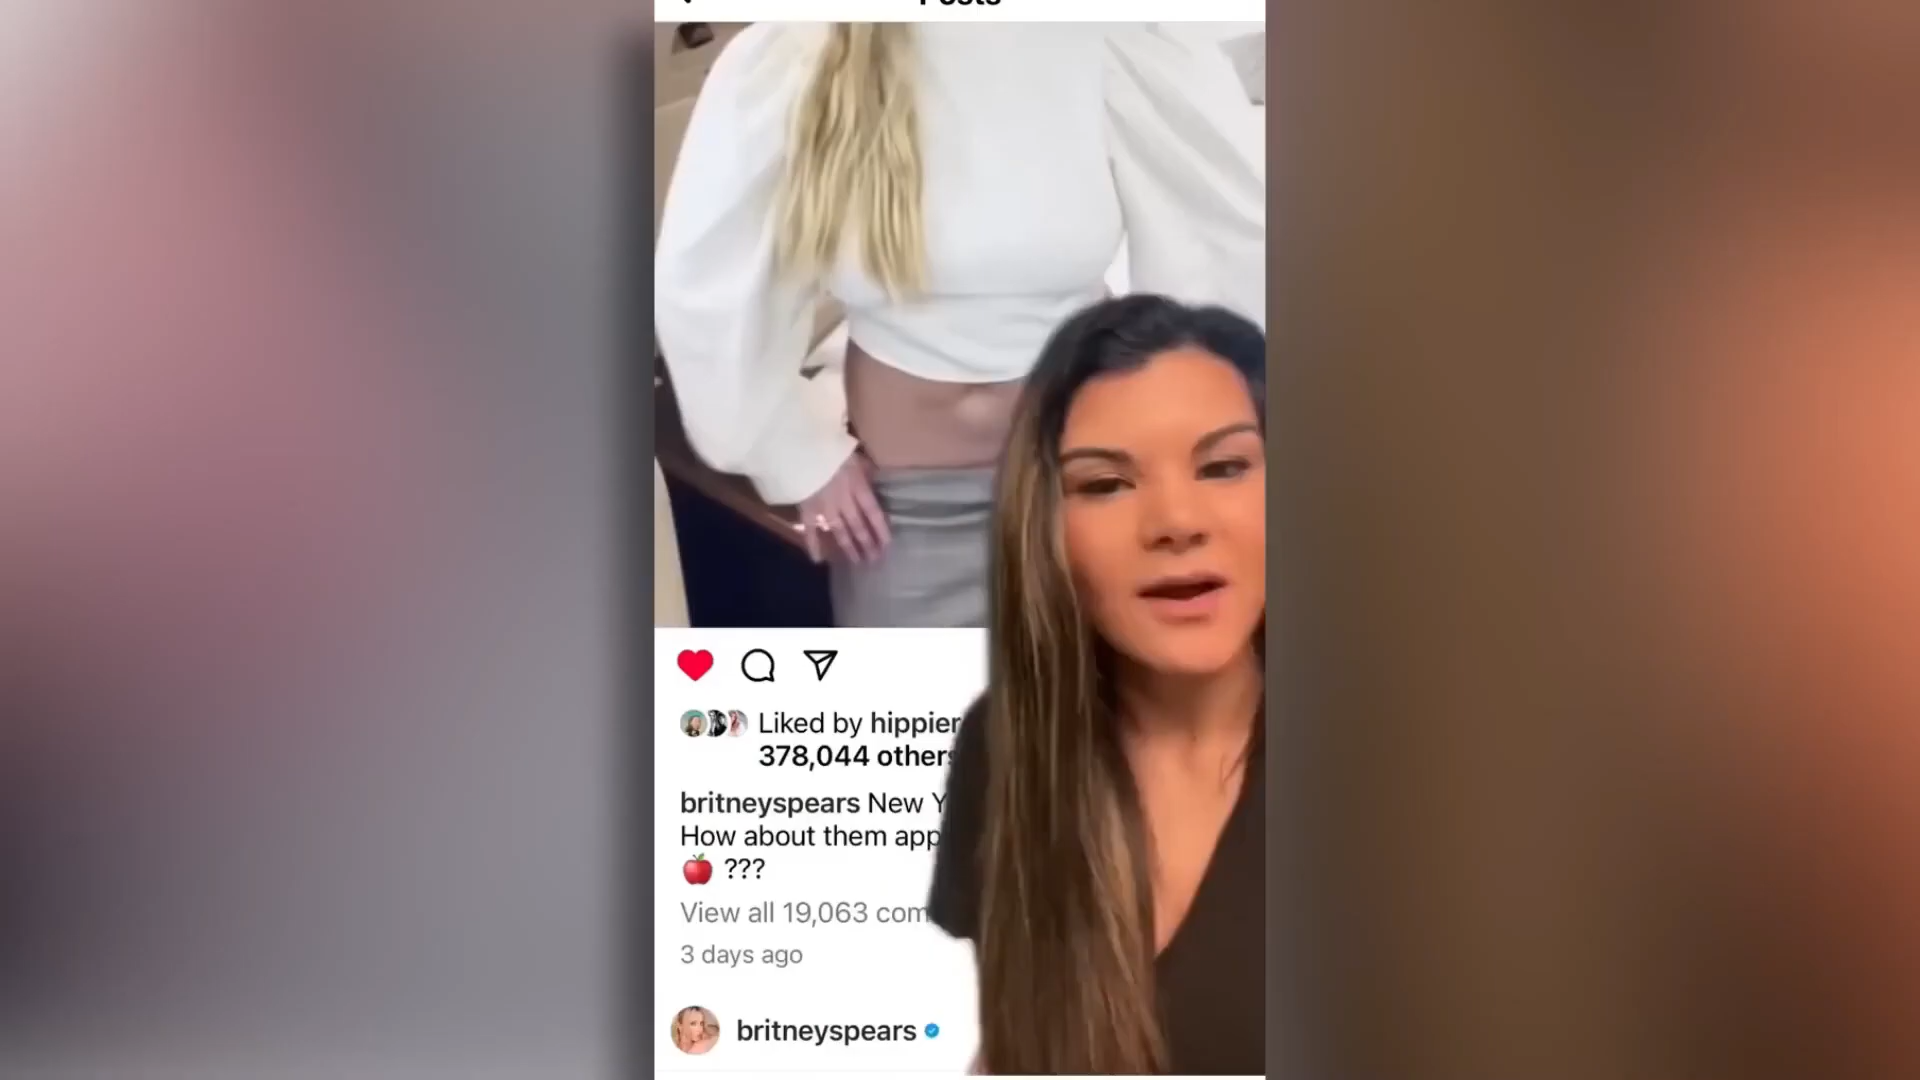 Posts
Liked by hippier
378,044 others
britneyspears New Y
How about them app
???
View all 19,063 com
3 days ago
britneyspears